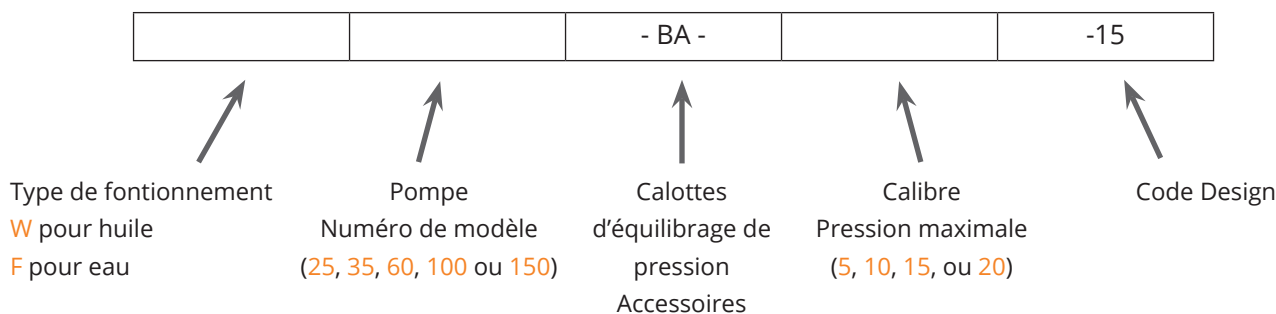 - BA -
-15
Type de fontionnement
W pour huile
F pour eau
Pompe
Numéro de modèle
(25, 35, 60, 100 ou 150)
Calottes
d’équilibrage de
pression
Accessoires
Calibre
Pression maximale
(5, 10, 15, ou 20)
Code Design